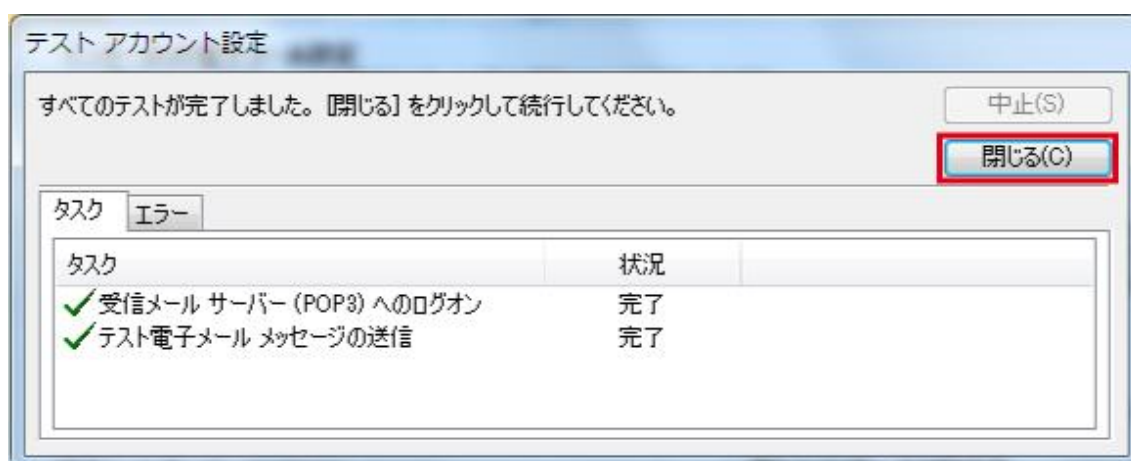 テスト アカウント設定
すべてのテストが完了しました。[閉じる] をクリックして続行してください。
中止(S)
閉じる(C)
タスク エラー
タスク 状況
受信メール サーバー (POP3) へのログオン 完了
テスト電子メール メッセージの送信 完了